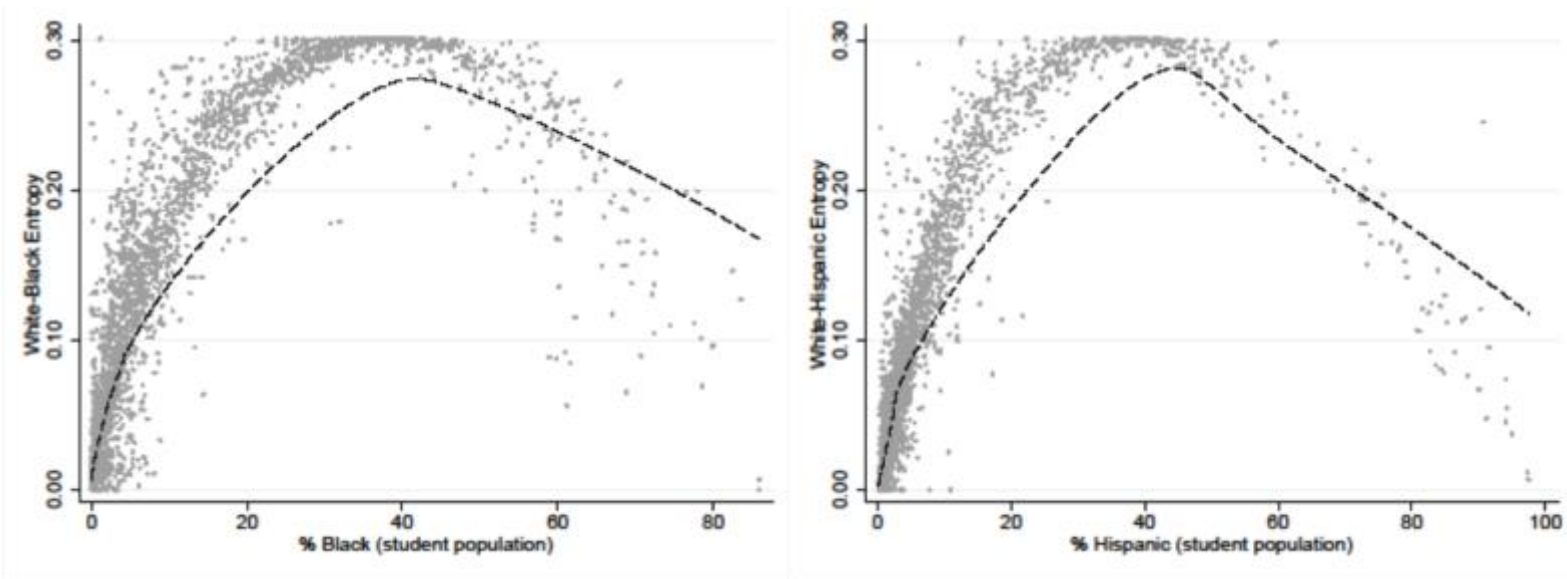 White-Black Entropy
0.30
0.20
0.10
0.00
0 20 40 60 80
% Black (student population)
White-Hispanic Entropy
0.30
0.20
0.10
0.00
0 20 40 60 80 100
% Hispanic (student population)